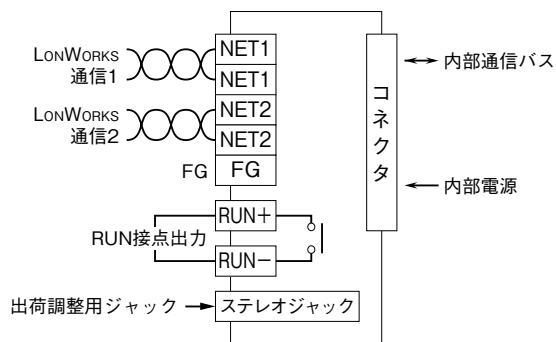 LONWORKS
通信1
NET1
NET1
LONWORKS
通信2
NET2
NET2
FG
FG
RUN+
RUN接点出力
RUN−
出荷調整用ジャック
ステレオジャック
コネクタ
内部通信バス
内部電源